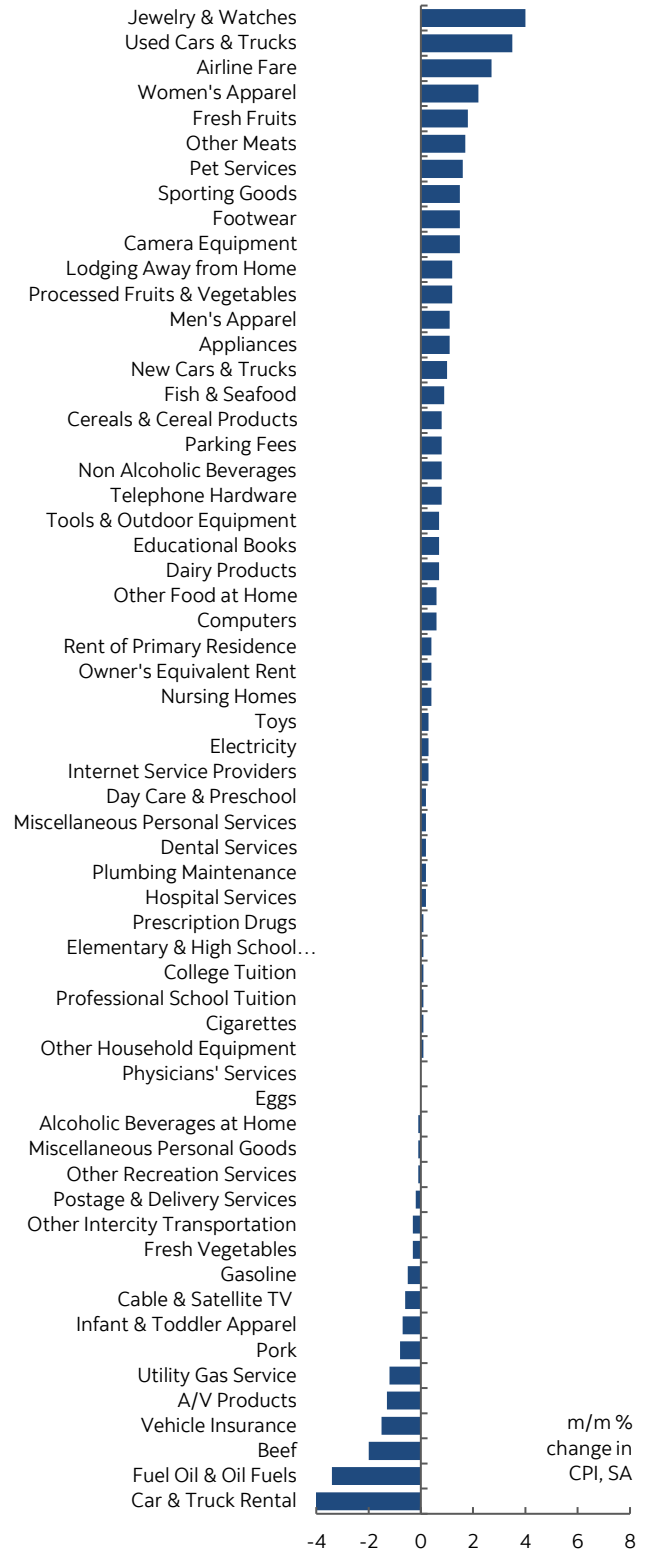 Jewelry & Watches
Used Cars & Trucks
Airline Fare
Women's Apparel
Fresh Fruits
Other Meats
Pet Services
Sporting Goods
Footwear
Camera Equipment
Lodging Away from Home
Processed Fruits & Vegetables
Men's Apparel
Appliances
New Cars & Trucks
Fish & Seafood
Cereals & Cereal Products
Parking Fees
Non Alcoholic Beverages
Telephone Hardware
Tools & Outdoor Equipment
Educational Books
Dairy Products
Other Food at Home
Computers
Rent of Primary Residence
Owner's Equivalent Rent
Nursing Homes
Toys
Electricity
Internet Service Providers
Day Care & Preschool
Miscellaneous Personal Services
Dental Services
Plumbing Maintenance
Hospital Services
Prescription Drugs
Elementary & High School…
College Tuition
Professional School Tuition
Cigarettes
Other Household Equipment
Physicians' Services
Eggs
Alcoholic Beverages at Home
Miscellaneous Personal Goods
Other Recreation Services
Postage & Delivery Services
Other Intercity Transportation
Fresh Vegetables
Gasoline
Cable & Satellite TV
Infant & Toddler Apparel
Pork
Utility Gas Service
A/V Products
Vehicle Insurance
Beef
Fuel Oil & Oil Fuels
Car & Truck Rental
m/m %
change in
CPI, SA
-4 -2 0 2 4 6 8